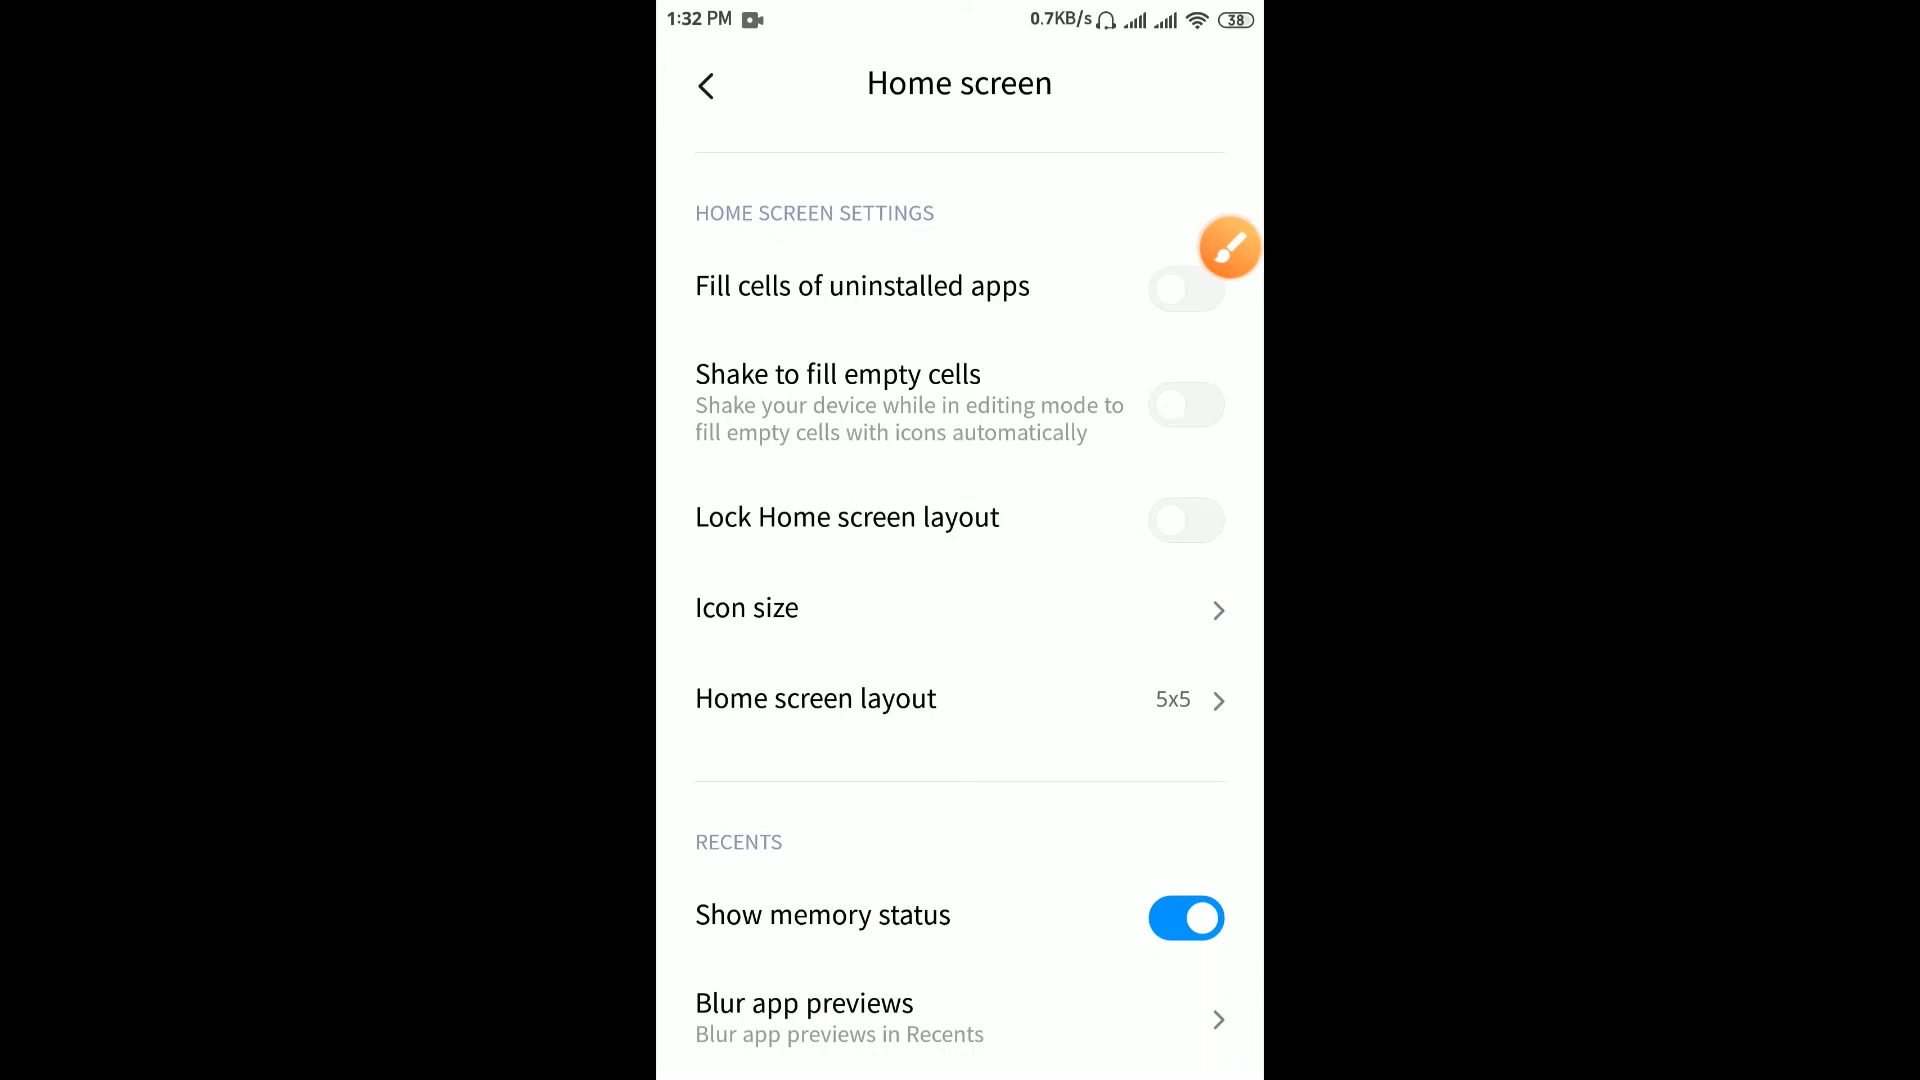 1:32 PM 0.7KB/s 38
Home screen
HOME SCREEN SETTINGS
Fill cells of uninstalled apps
Shake to fill empty cells
Shake your device while in editing mode to
fill empty cells with icons automatically
Lock Home screen layout
Icon size
Home screen layout 5x5
RECENTS
Show memory status
Blur app previews
Blur app previews in Recents